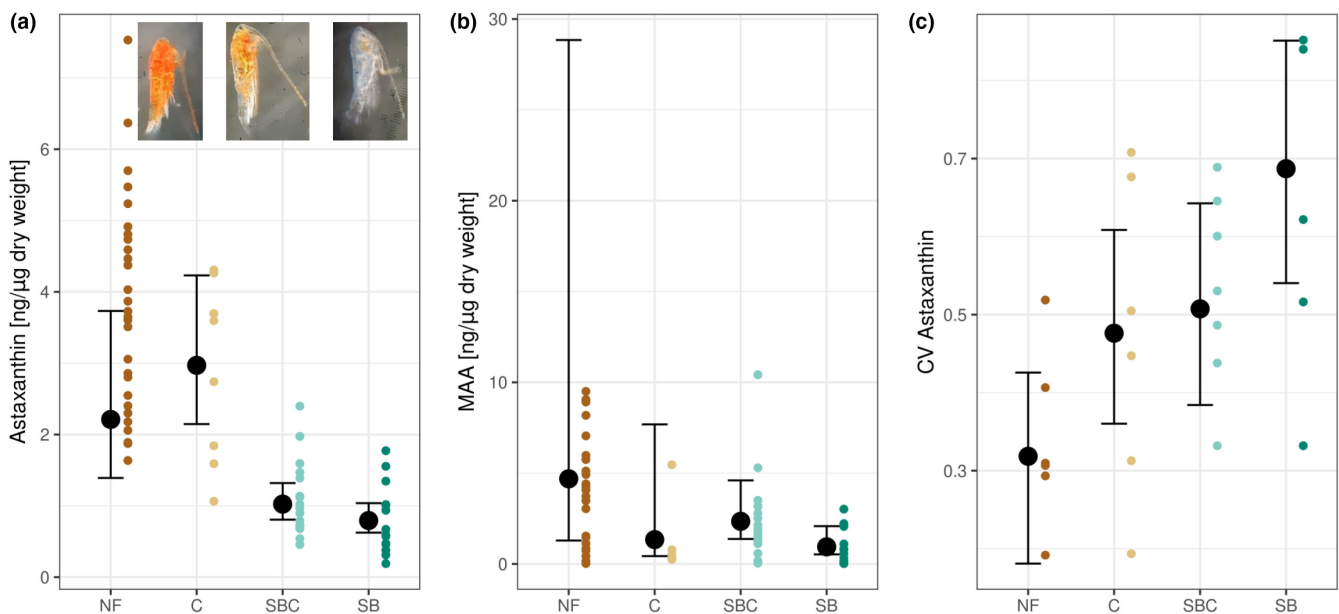 (a)
Astaxanthin [ng/µg dry weight]
6
4
2
0
NF C SBC SB
(b)
MAA [ng/µg dry weight]
30
20
10
0
NF C SBC SB
(c)
CV Astaxanthin
0.7
0.5
0.3
NF C SBC SB